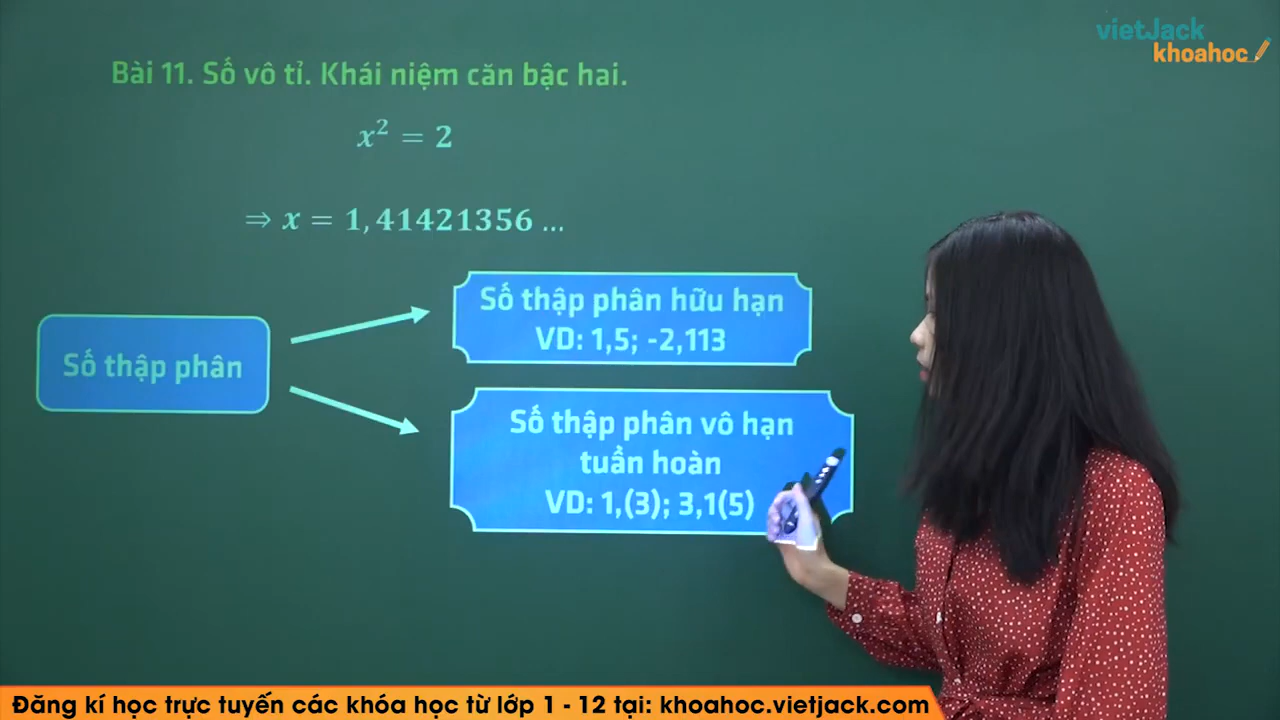 vietJack
khoahoc
Bài 11. Số vô tỉ. Khái niệm căn bậc hai.
x² = 2
⇒ x = 1,41421356 ...
Số thập phân
Số thập phân hữu hạn
VD: 1,5; -2,113
Số thập phân vô hạn
tuần hoàn
VD: 1,(3); 3,1(5)
Đăng kí học trực tuyến các khóa học từ lớp 1 - 12 tại: khoahoc.vietjack.com